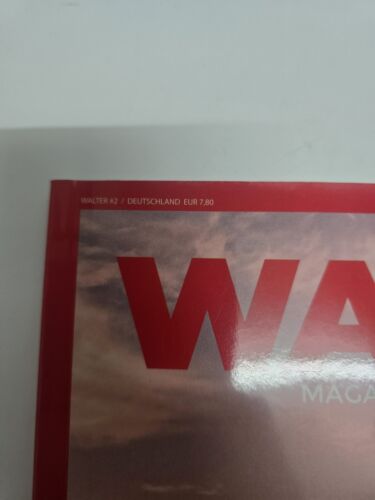 WALTER #2 / DEUTSCHLAND EUR 7,80
WA
MAGA